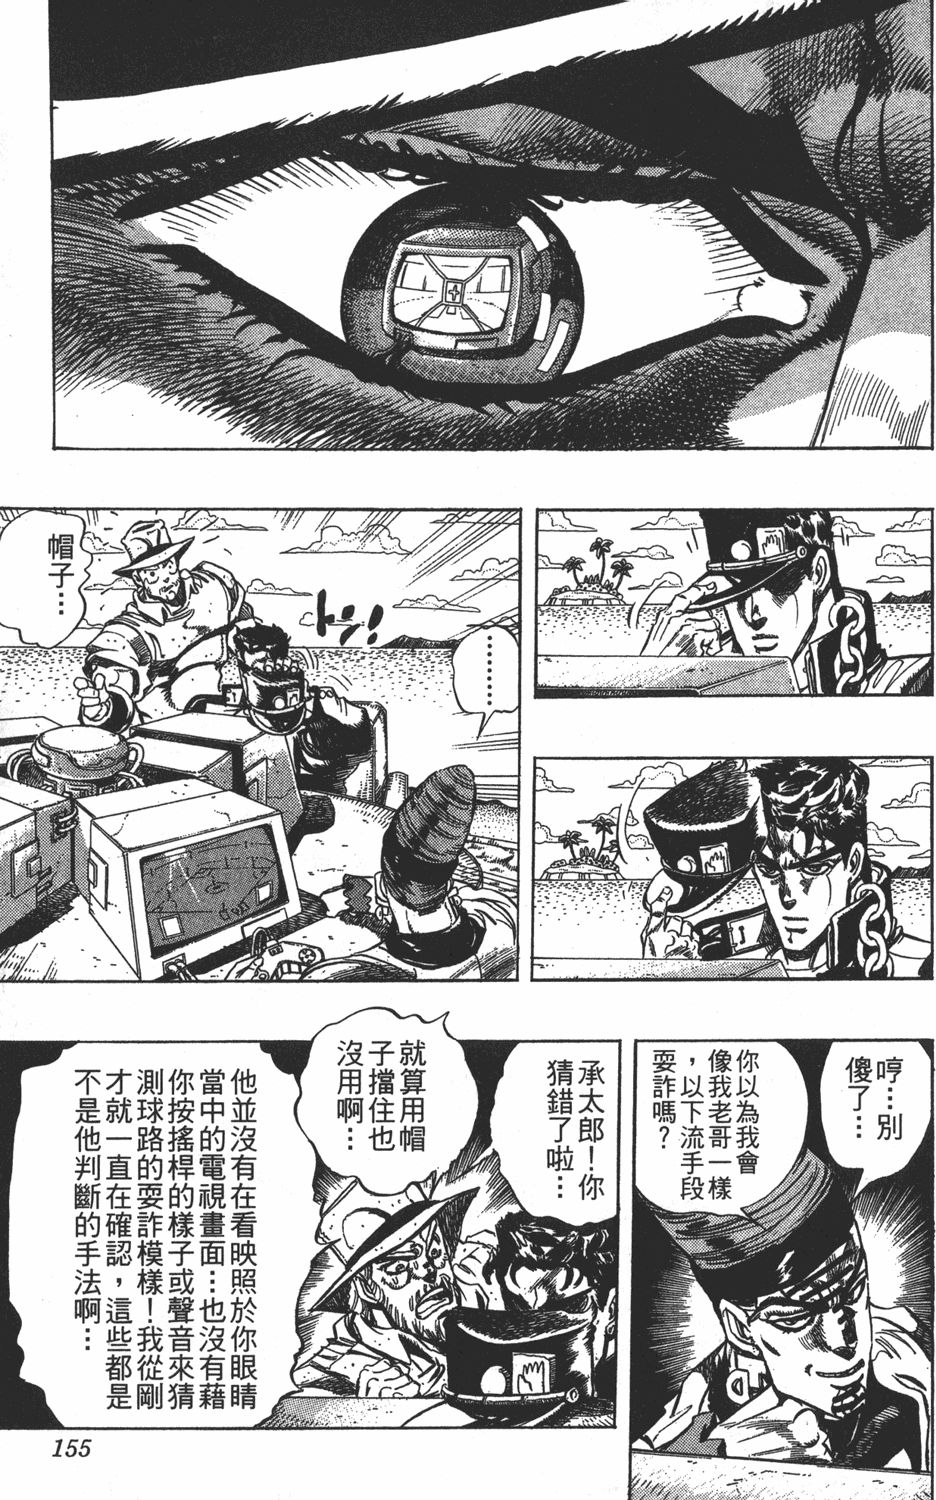 ……………
帽子…
トン!
哼…別
傻了…
你以為我會
像我老哥一樣
，以下流手段
耍詐嗎？
承太郎！你
猜錯了啦…
就算用帽
子擋住也
沒用啊…
他並沒有在看映照於你眼睛
當中的電視畫面…也沒有藉
你按搖桿的樣子或聲音來猜
測球路的耍詐模樣！我從剛
才就一直在確認，這些都是
不是他判斷的手法啊…
155